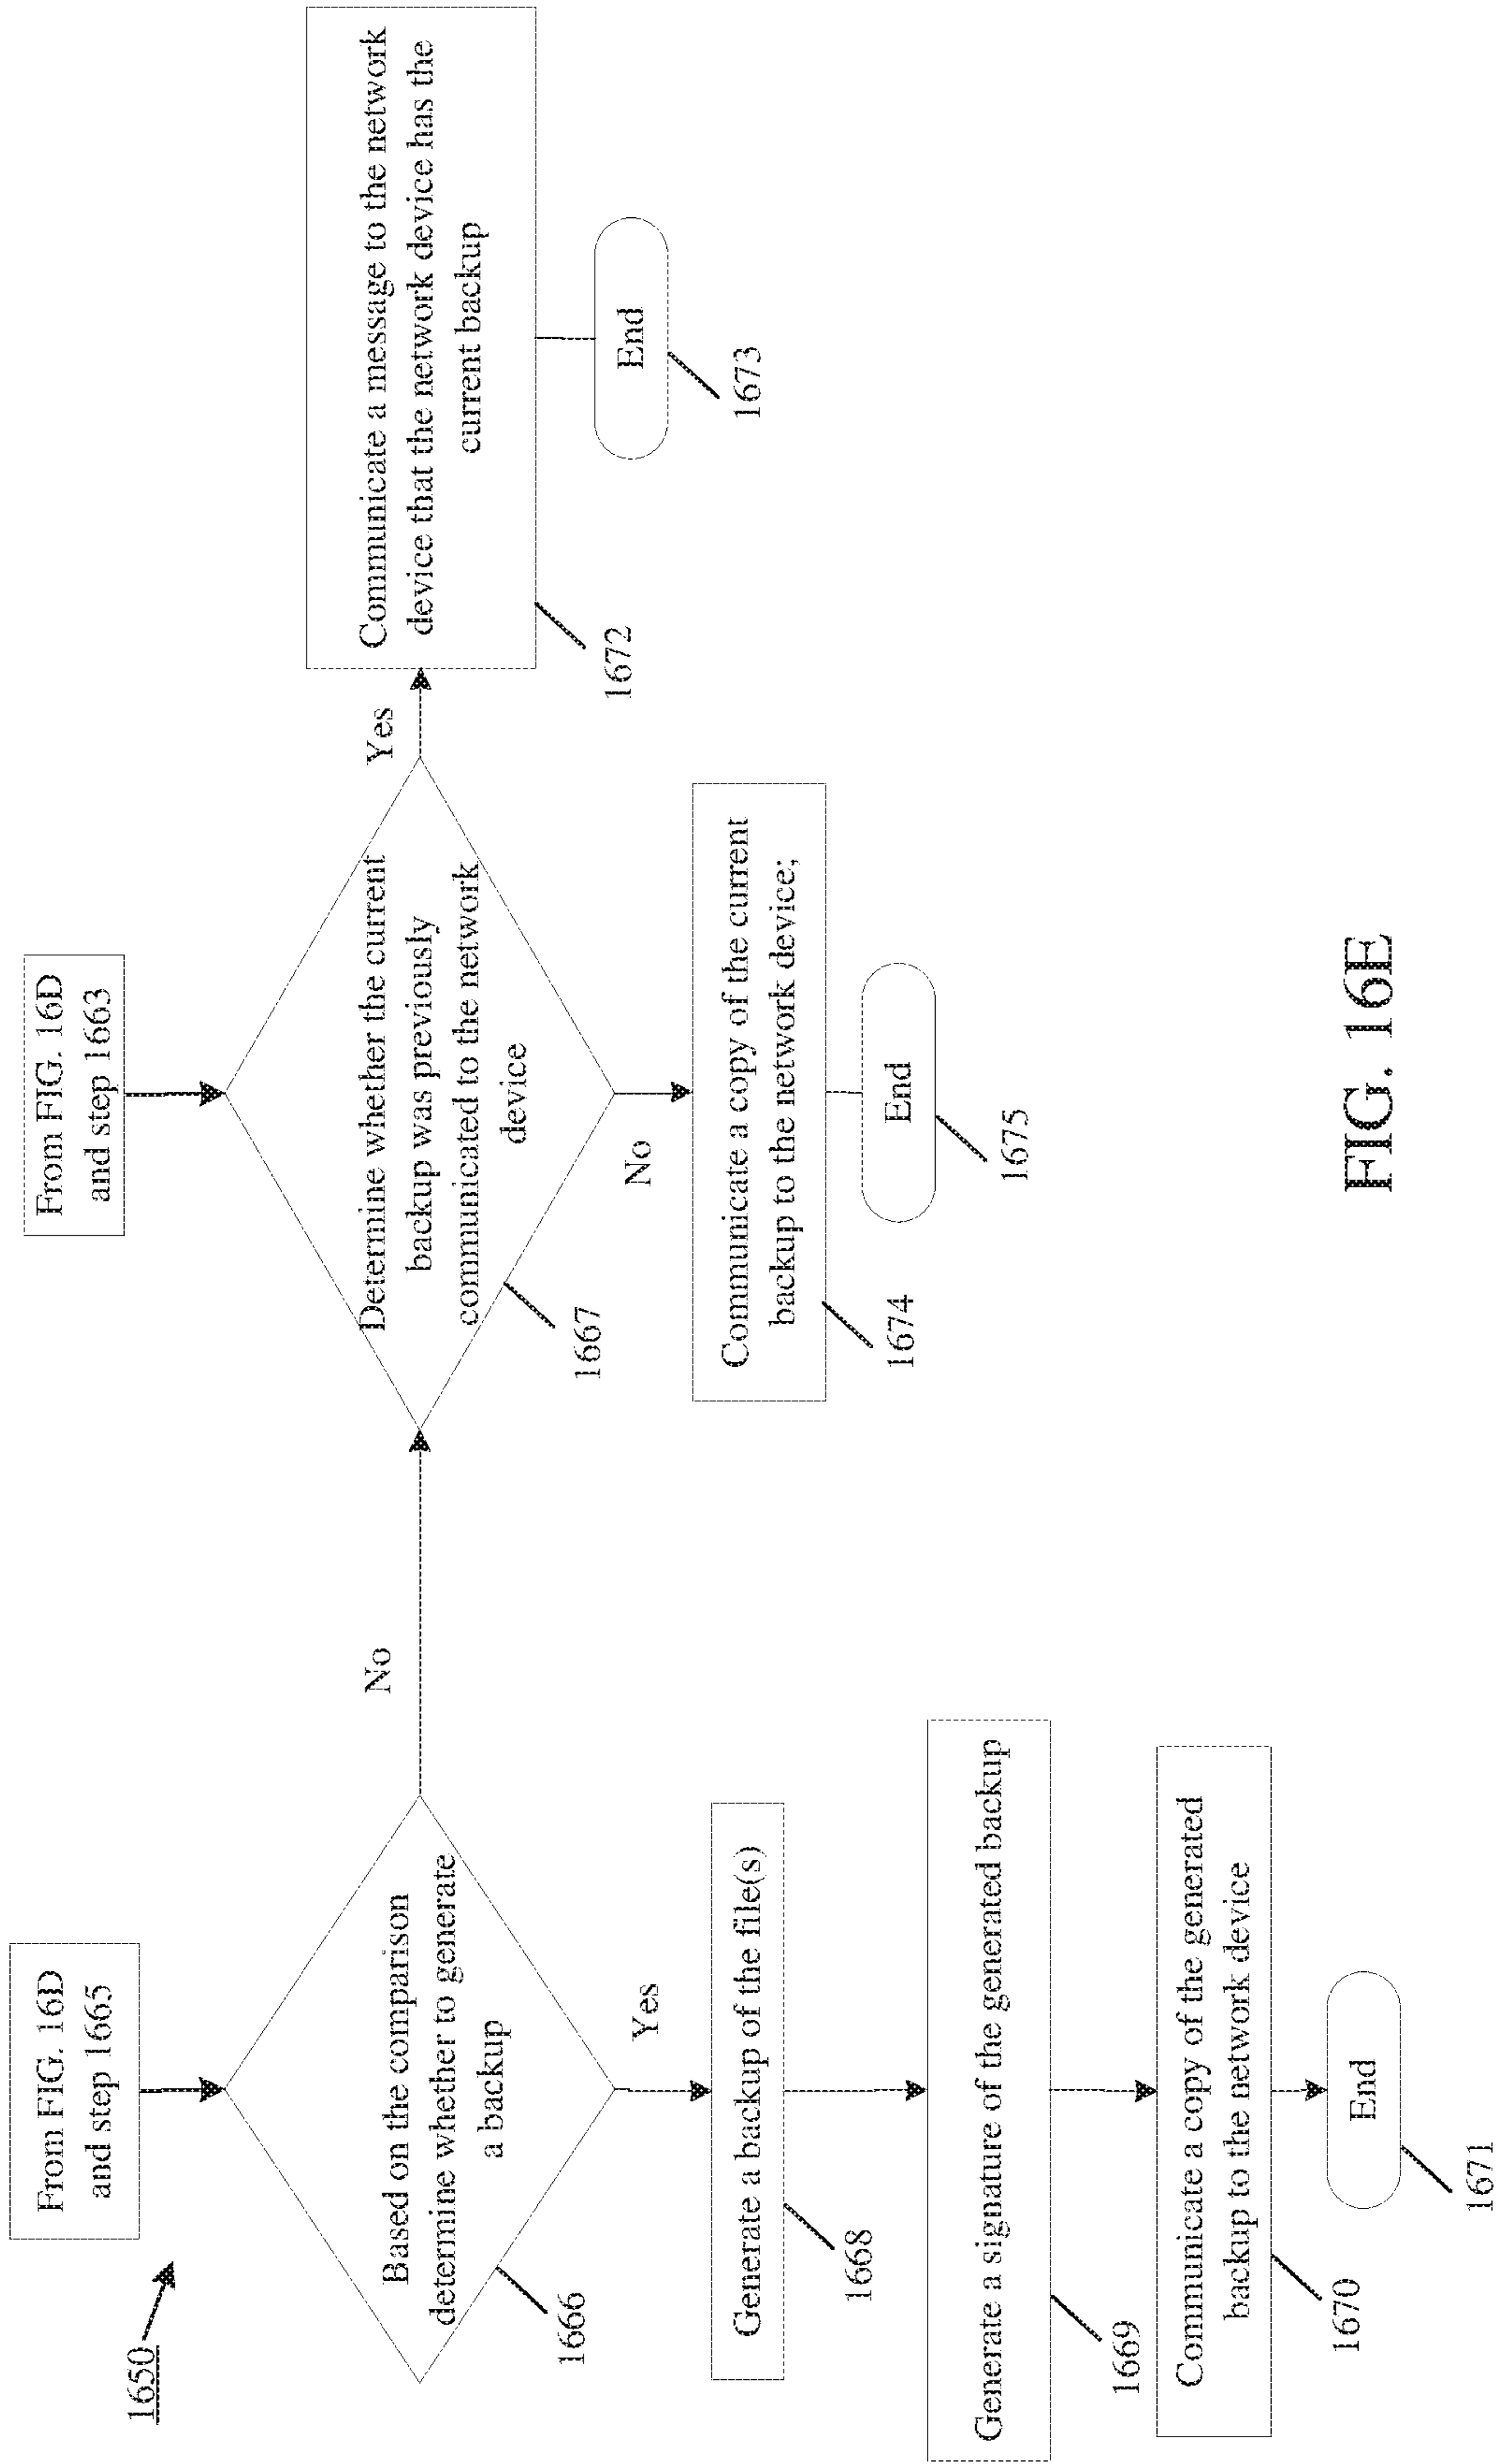 1650
From FIG. 16D
and step 1665
Based on the comparison
determine whether to generate
a backup
1666
No
Yes
Generate a backup of the file(s)
1668
Generate a signature of the generated backup
1669
Communicate a copy of the generated
backup to the network device
1670
End
1671
From FIG. 16D
and step 1663
Determine whether the current
backup was previously
communicated to the network
device
1667
Yes
No
Communicate a copy of the current
backup to the network device;
1674
End
1675
Communicate a message to the network
device that the network device has the
current backup
1672
End
1673
FIG. 16E